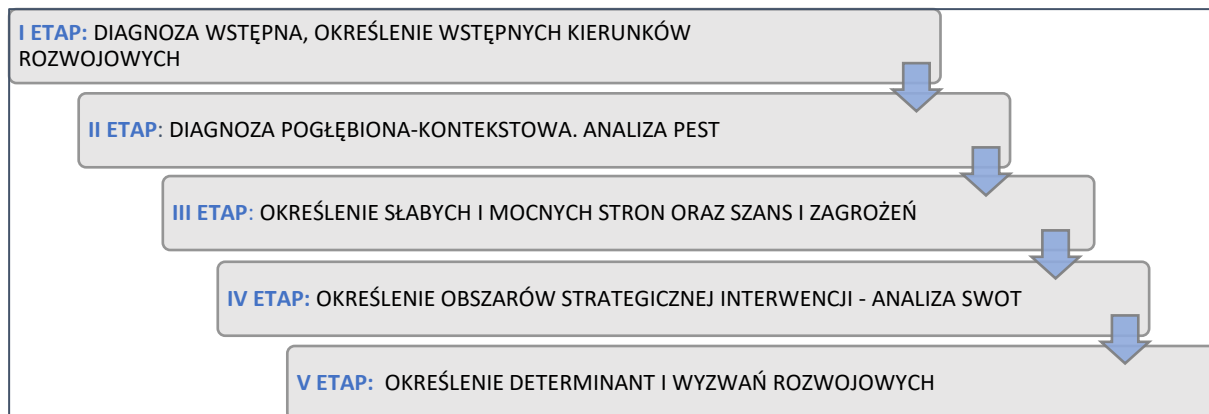 I ETAP: DIAGNOZA WSTĘPNA, OKREŚLENIE WSTĘPNYCH KIERUNKÓW
ROZWOJOWYCH
II ETAP: DIAGNOZA POGŁĘBIONA-KONTEKSTOWA. ANALIZA PEST
III ETAP: OKREŚLENIE SŁABYCH I MOCNYCH STRON ORAZ SZANS I ZAGROŻEŃ
IV ETAP: OKREŚLENIE OBSZARÓW STRATEGICZNEJ INTERWENCJI - ANALIZA SWOT
V ETAP: OKREŚLENIE DETERMINANT I WYZWAŃ ROZWOJOWYCH